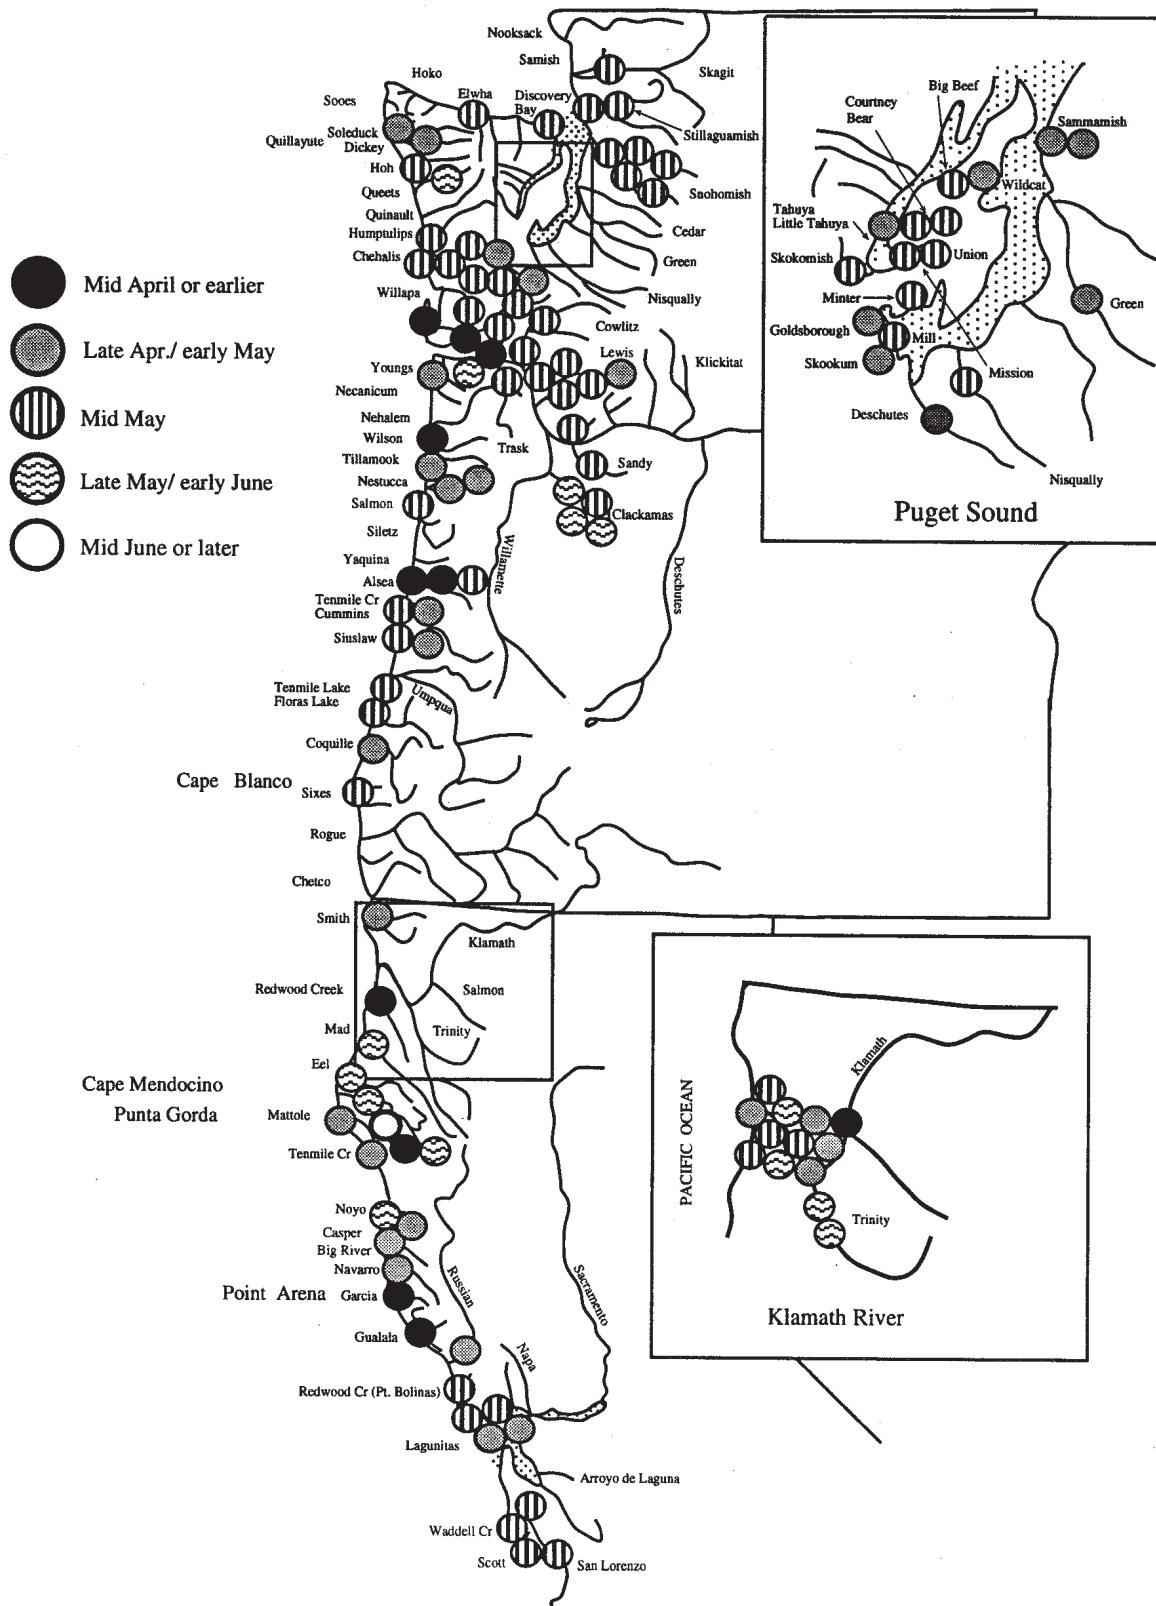 Nooksack
Samish
Skagit
Hoko
Sooes
Elwha
Discovery
Bay
Stillaguamish
Quillayute
Soleduck
Dickey
Hoh
Queets
Snohomish
Quinault
Humptulips
Cedar
Chehalis
Green
Willapa
Nisqually
Cowlitz
Lewis
Klickitat
Youngs
Necanicum
Nehalem
Wilson
Trask
Tillamook
Sandy
Nestucca
Salmon
Clackamas
Siletz
Willamette
Deschutes
Yaquina
Alsea
Tenmile Cr
Cummins
Siuslaw
Tenmile Lake
Floras Lake
Umpqua
Coquille
Cape Blanco
Sixes
Rogue
Chetco
Smith
Klamath
Redwood Creek
Salmon
Mad
Trinity
Eel
Cape Mendocino
Punta Gorda
Mattole
Tenmile Cr
Noyo
Casper
Big River
Navarro
Russian
Sacramento
Point Arena
Garcia
Gualala
Napa
Redwood Cr (Pt. Bolinas)
Lagunitas
Arroyo de Laguna
Waddell Cr
Scott
San Lorenzo
Mid April or earlier
Late Apr./ early May
Mid May
Late May/ early June
Mid June or later
Big Beef
Courtney
Bear
Sammamish
Wildcat
Tahuya
Little Tahuya
Skokomish
Union
Minter
Green
Goldsborough
Mill
Skookum
Mission
Deschutes
Nisqually
Puget Sound
Klamath
PACIFIC OCEAN
Trinity
Klamath River